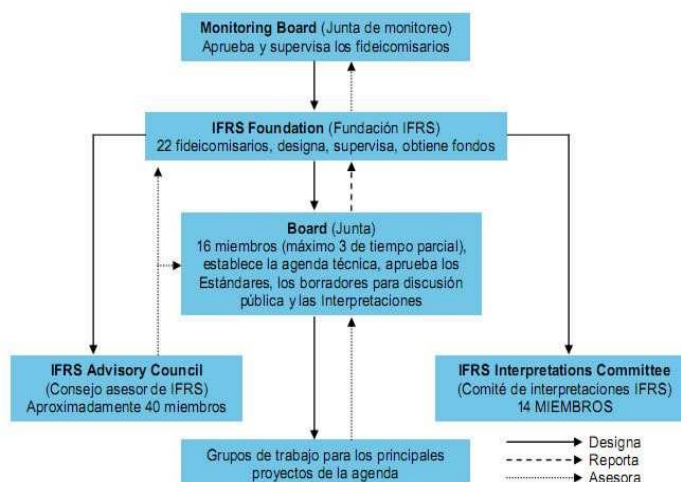 Monitoring Board (Junta de monitoreo)
Aprueba y supervisa los fideicomisarios
IFRS Foundation (Fundación IFRS)
22 fideicomisarios, designa, supervisa, obtiene fondos
Board (Junta)
16 miembros (máximo 3 de tiempo parcial),
establece la agenda técnica, aprueba los
Estándares, los borradores para discusión
pública y las Interpretaciones
IFRS Advisory Council
(Consejo asesor de IFRS)
Aproximadamente 40 miembros
IFRS Interpretations Committee
(Comité de interpretaciones IFRS)
14 MIEMBROS
Grupos de trabajo para los principales
proyectos de la agenda
Designa
Reporta
Asesora